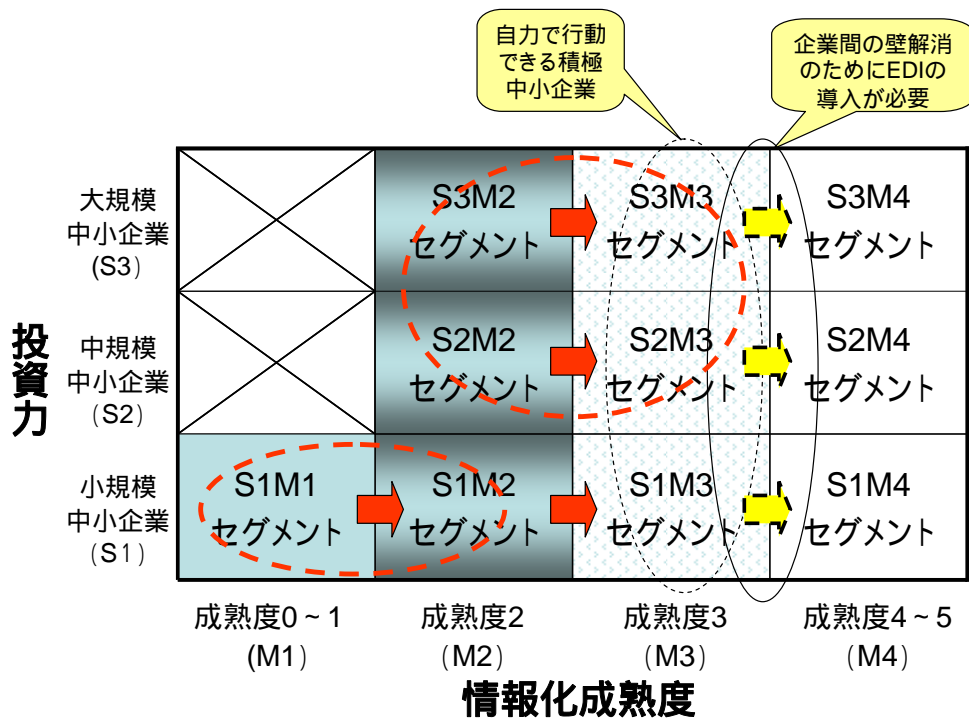 自力で行動
できる積極
中小企業
企業間の壁解消
のためにEDIの
導入が必要
投資力
大規模
中小企業
(S3)
S3M2
セグメント
S3M3
セグメント
S3M4
セグメント
中規模
中小企業
(S2)
S2M2
セグメント
S2M3
セグメント
S2M4
セグメント
小規模
中小企業
(S1)
S1M1
セグメント
S1M2
セグメント
S1M3
セグメント
S1M4
セグメント
成熟度0~1
(M1)
成熟度2
(M2)
成熟度3
(M3)
成熟度4~5
(M4)
情報化成熟度